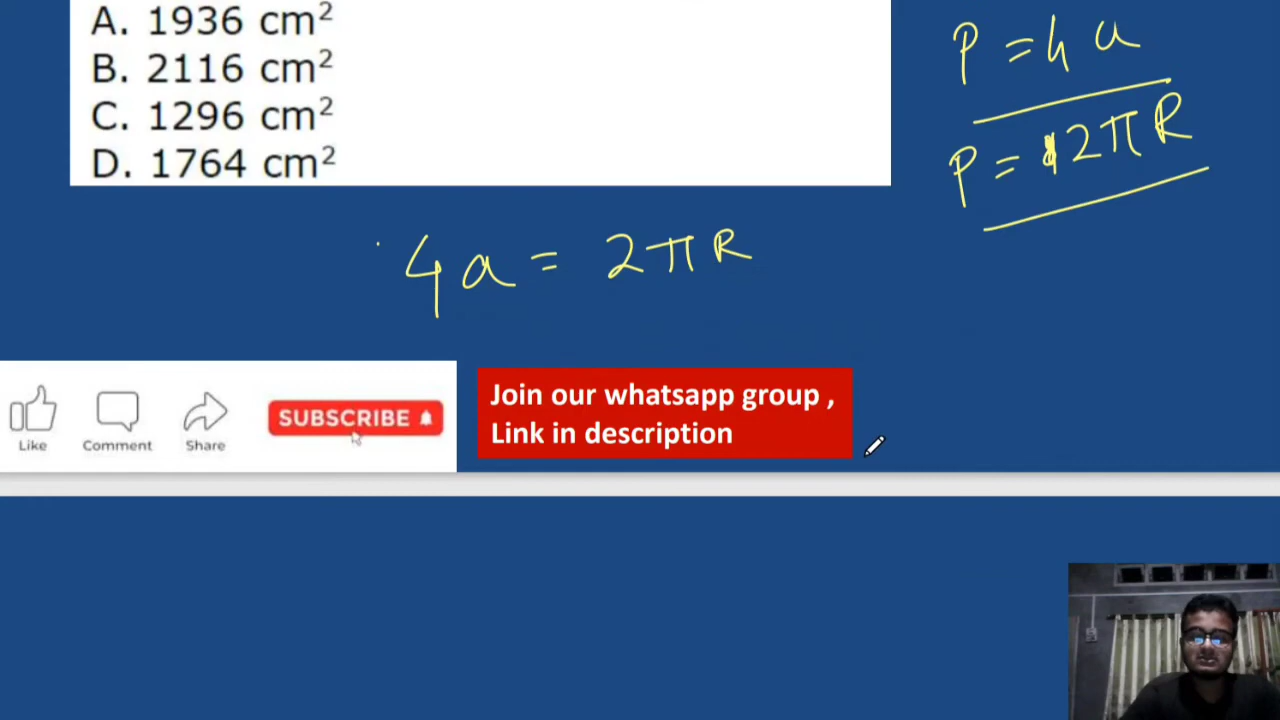 A. 1936 cm²
B. 2116 cm²
C. 1296 cm²
D. 1764 cm²
P = 4a
P = 2πR
4a = 2πR
Like
Comment
Share
SUBSCRIBE
Join our whatsapp group ,
Link in description